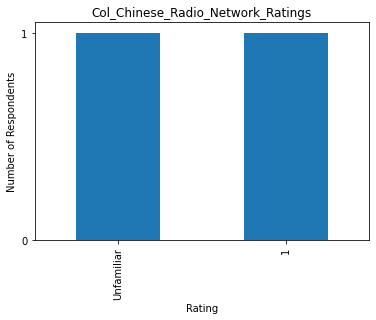 Col_Chinese_Radio_Network_Ratings
1
0
Number of Respondents
Unfamiliar
1
Rating